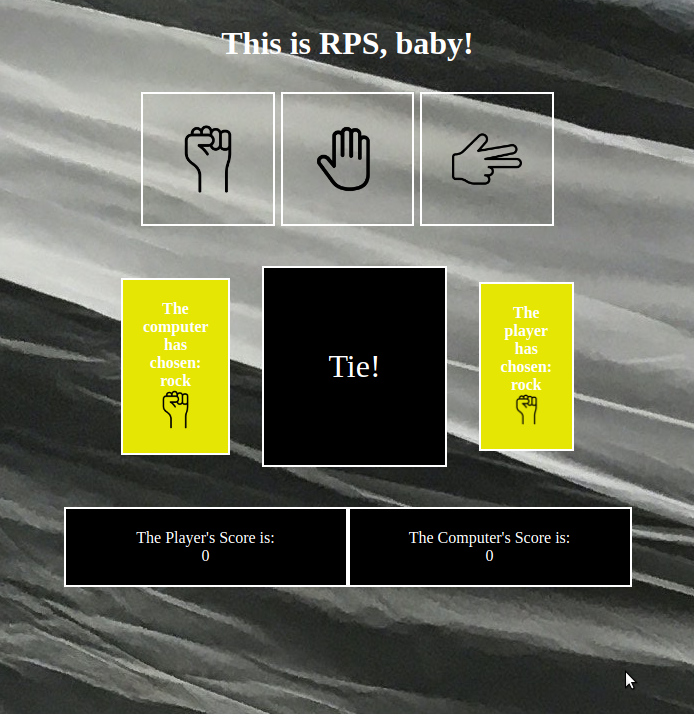 This is RPS, baby!
The
computer
has
chosen:
rock
Tie!
The
player
has
chosen:
rock
The Player's Score is:
0
The Computer's Score is:
0